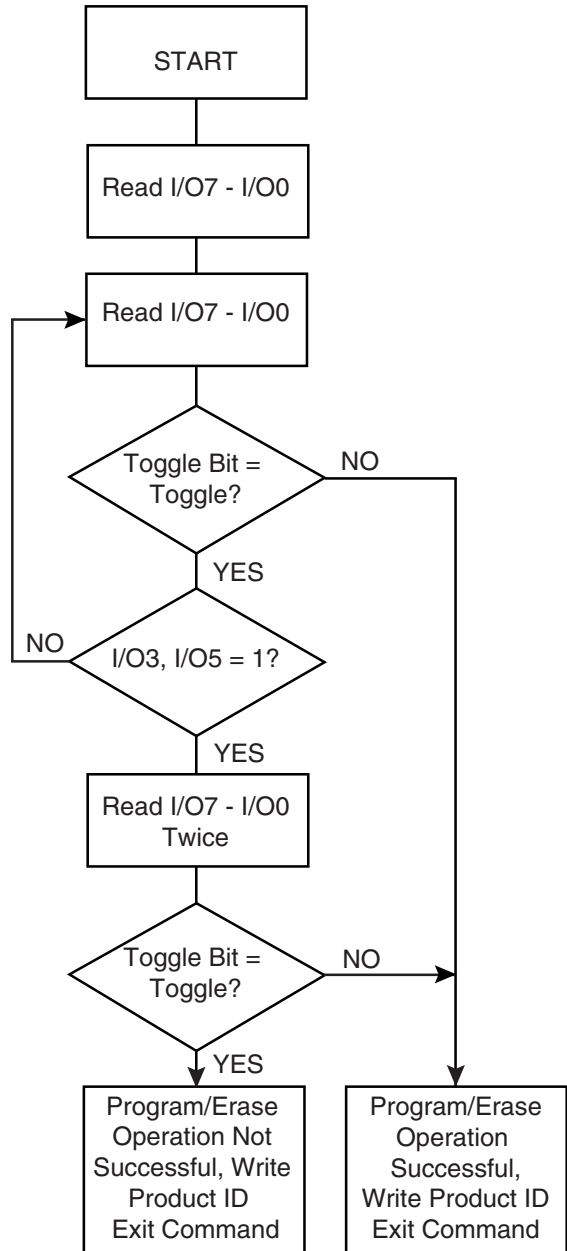 START
Read I/O7 - I/O0
Read I/O7 - I/O0
Toggle Bit =
Toggle?
NO
YES
NO
I/O3, I/O5 = 1?
YES
Read I/O7 - I/O0
Twice
Toggle Bit =
Toggle?
NO
YES
Program/Erase
Operation Not
Successful, Write
Product ID
Exit Command
Program/Erase
Operation
Successful,
Write Product ID
Exit Command